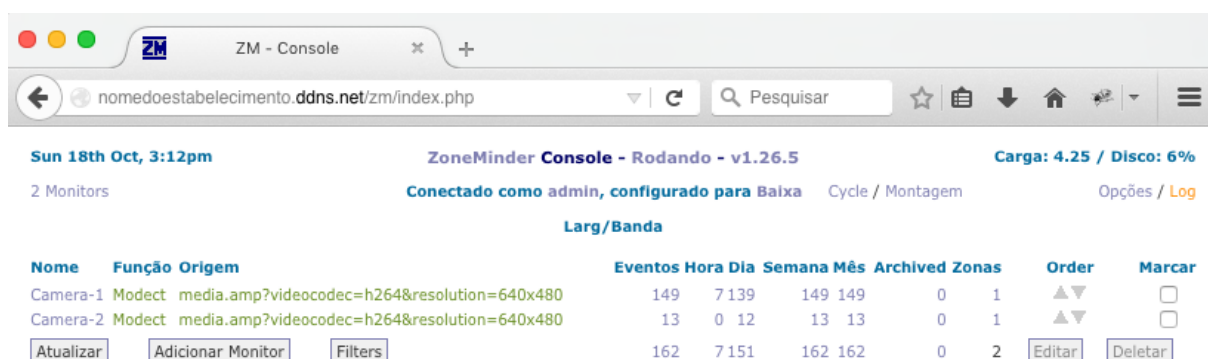 ZM ZM - Console
nomedoestabelecimento.ddns.net/zm/index.php Pesquisar
Sun 18th Oct, 3:12pm ZoneMinder Console - Rodando - v1.26.5 Carga: 4.25 / Disco: 6%
2 Monitors Conectado como admin, configurado para Baixa Cycle / Montagem Opções / Log
Larg/Banda
Nome Função Origem Eventos Hora Dia Semana Mês Archived Zonas Order Marcar
Camera-1 Modect media.amp?videocodec=h264&resolution=640x480 149 7 139 149 149 0 1
Camera-2 Modect media.amp?videocodec=h264&resolution=640x480 13 0 12 13 13 0 1
Atualizar Adicionar Monitor Filters 162 7 151 162 162 0 2 Editar Deletar